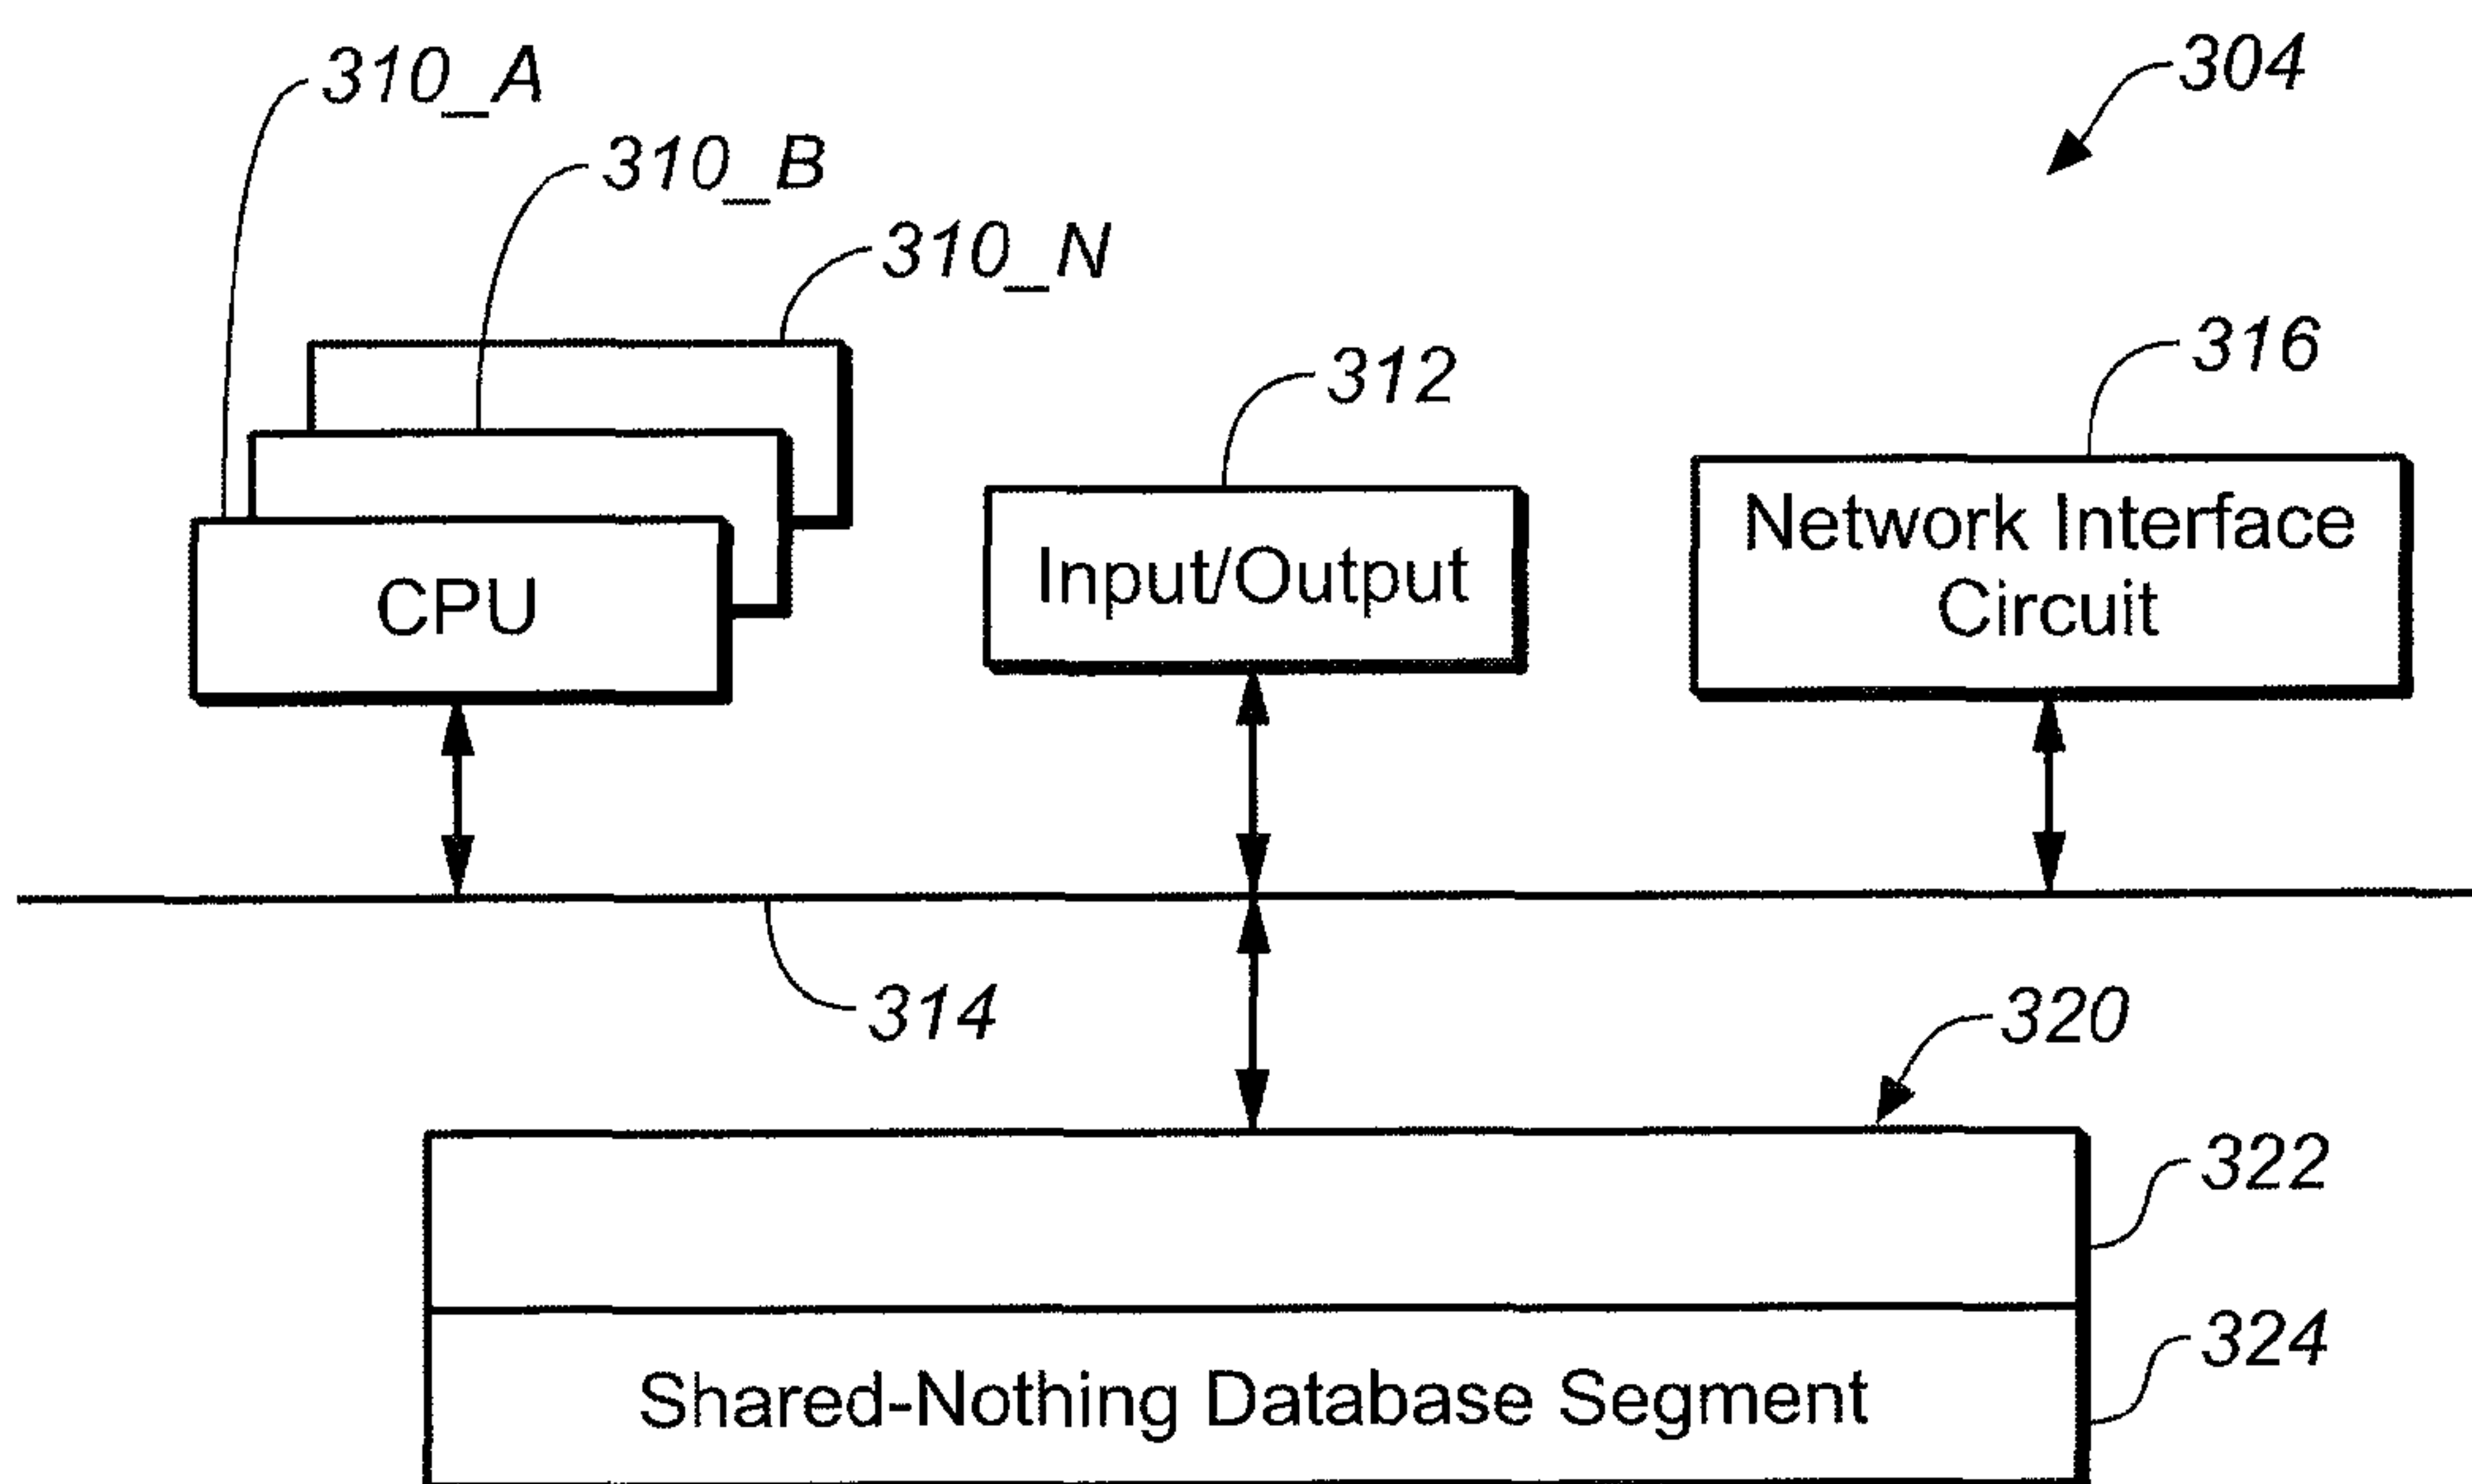 310_A
304
310_B
310_N
316
312
Network Interface
Circuit
Input/Output
CPU
314
320
322
324
Shared-Nothing Database Segment